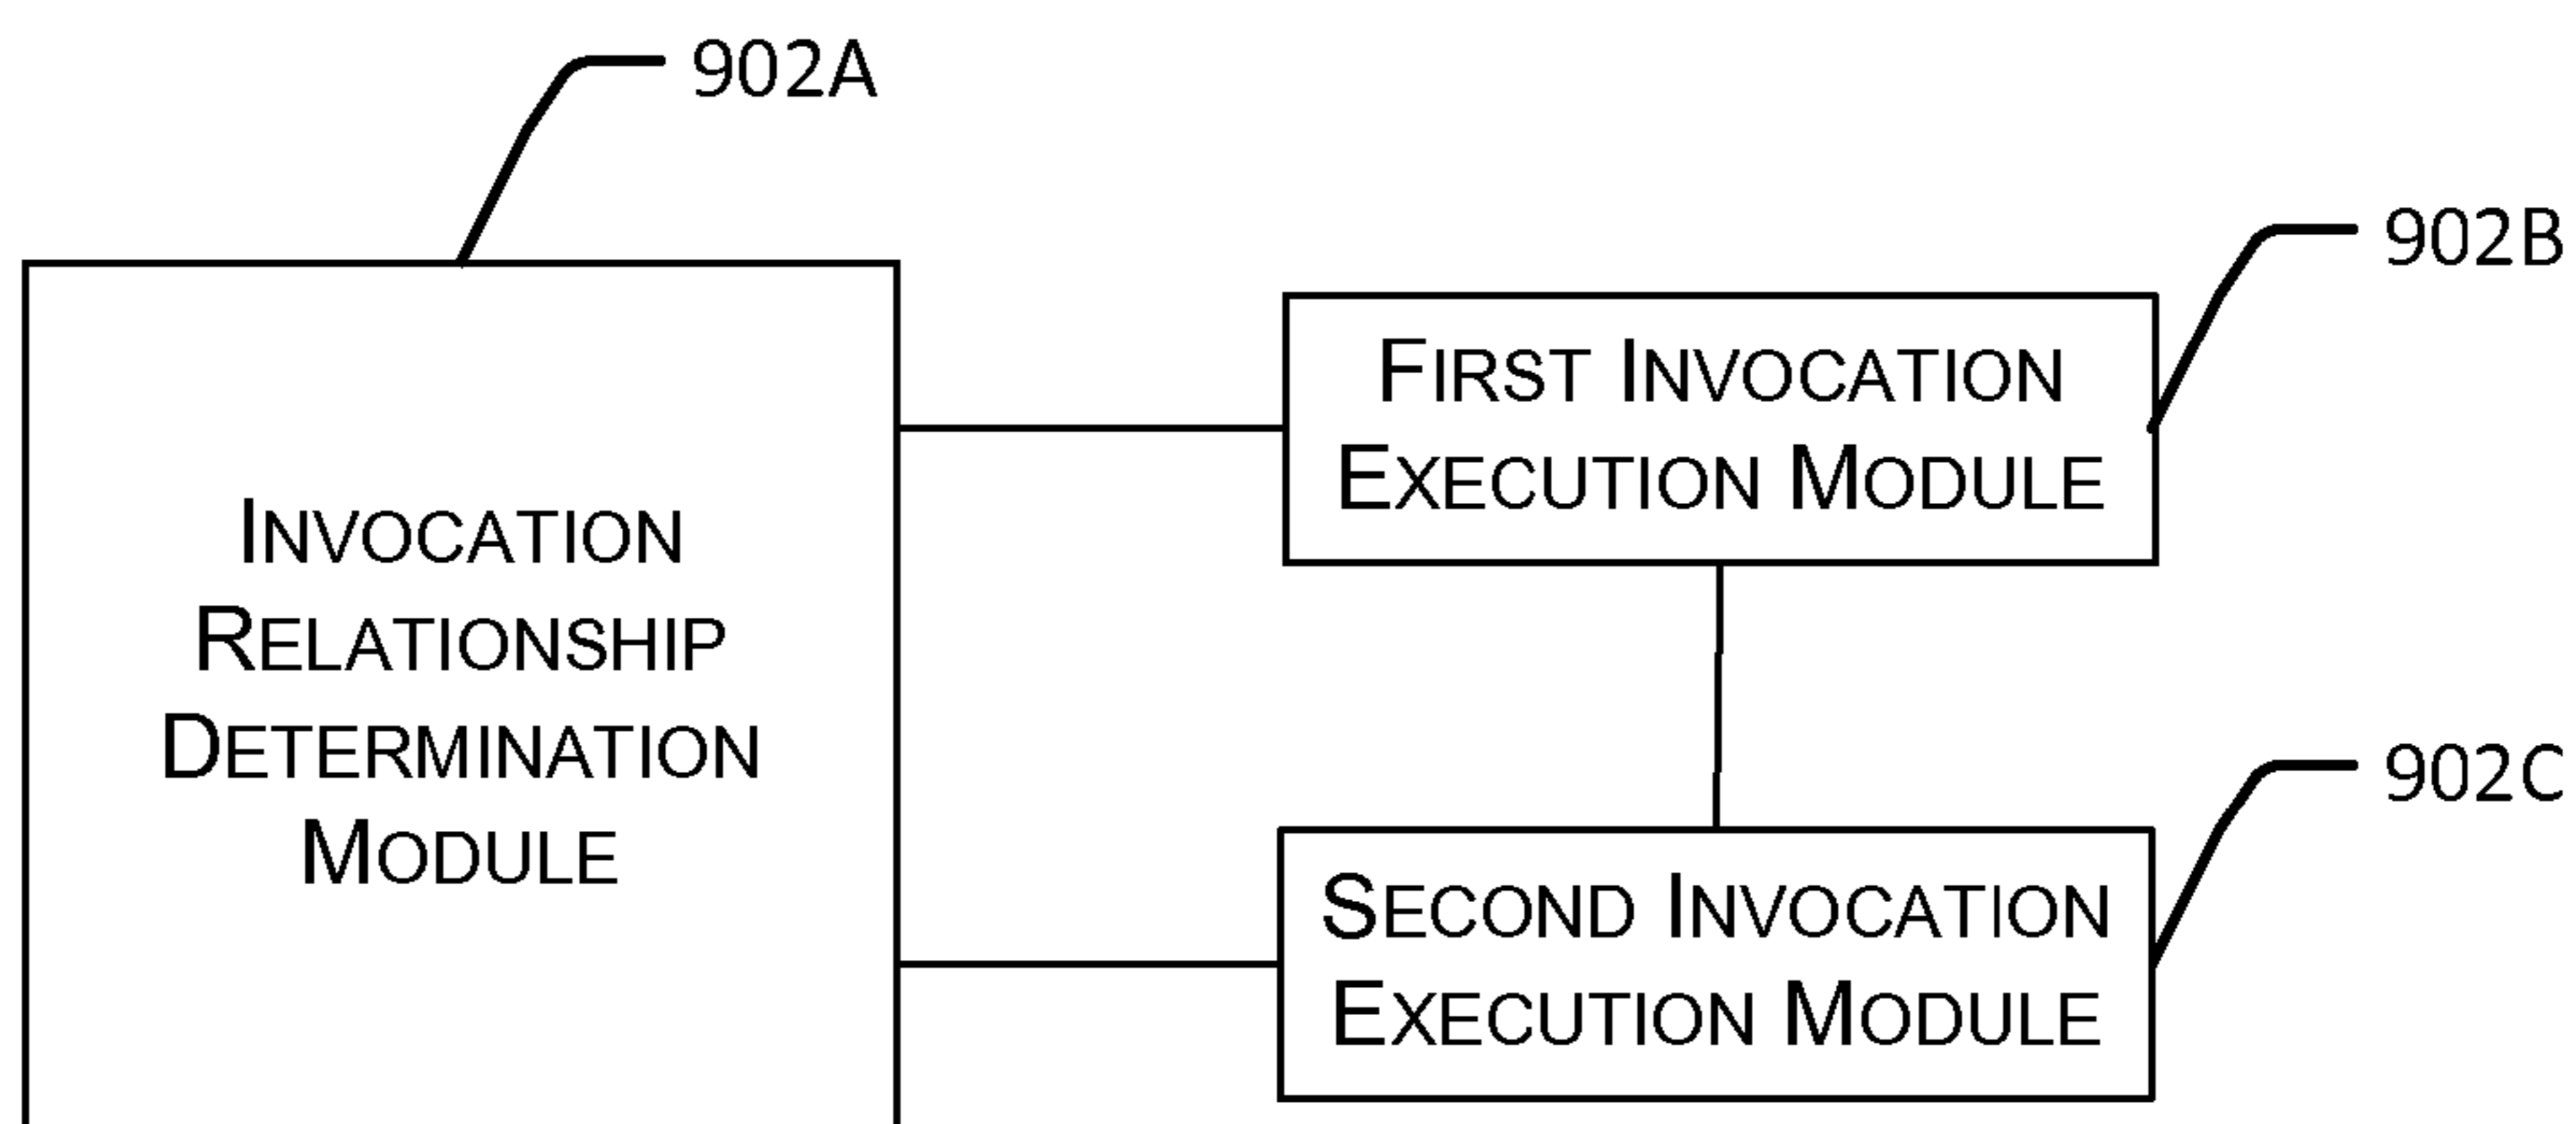 902A
902B
FIRST INVOCATION
EXECUTION MODULE
INVOCATION
RELATIONSHIP
DETERMINATION
MODULE
902C
SECOND INVOCATION
EXECUTION MODULE